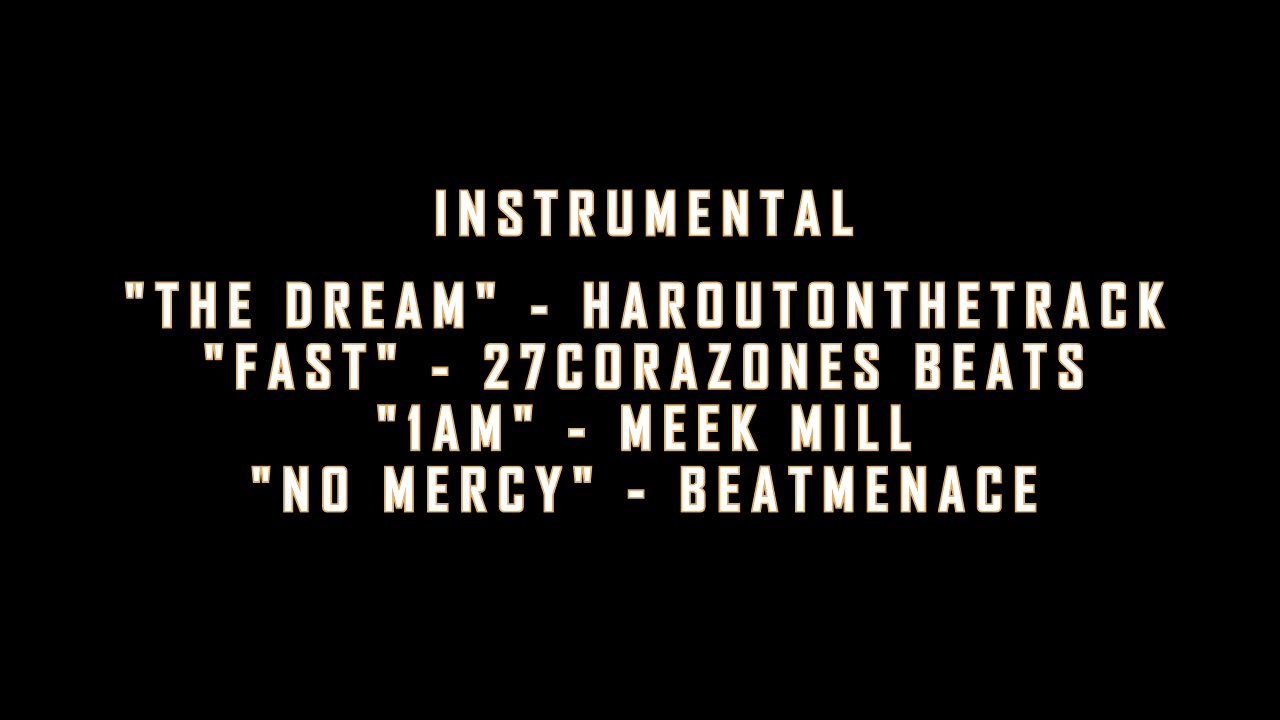 INSTRUMENTAL
"THE DREAM" - HAROUTONTHETRACK
"FAST" - 27CORAZONES BEATS
"1AM" - MEEK MILL
"NO MERCY" - BEATMENACE